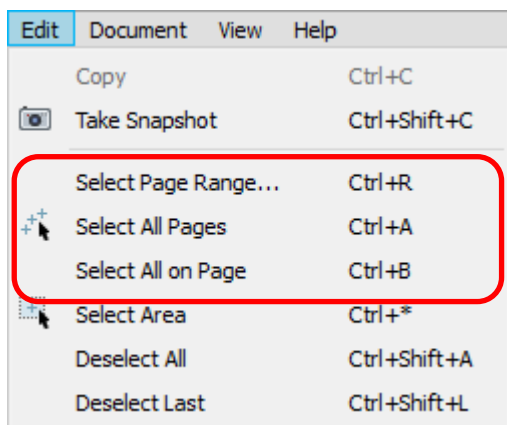 Edit Document View Help
Copy Ctrl+C
Take Snapshot Ctrl+Shift+C
Select Page Range... Ctrl+R
Select All Pages Ctrl+A
Select All on Page Ctrl+B
Select Area Ctrl+*
Deselect All Ctrl+Shift+A
Deselect Last Ctrl+Shift+L